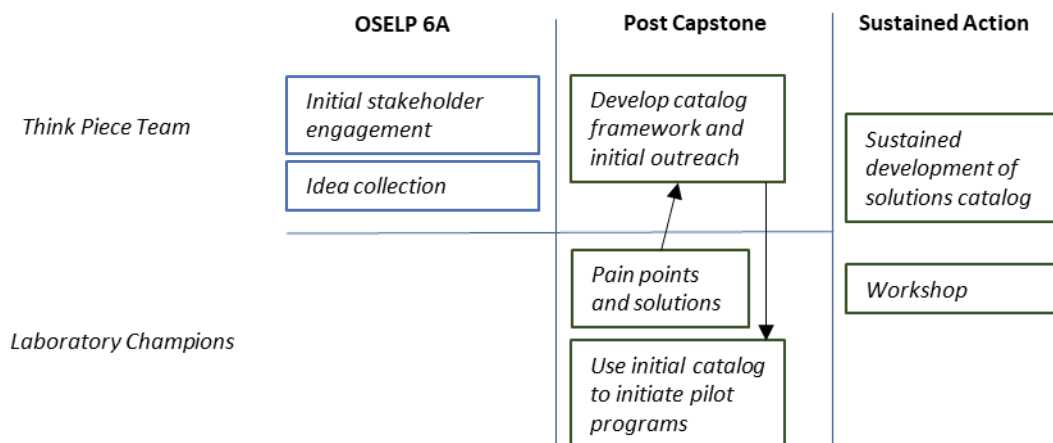 OSELP 6A
Post Capstone
Sustained Action
Think Piece Team
Initial stakeholder
engagement
Idea collection
Develop catalog
framework and
initial outreach
Sustained
development of
solutions catalog
Laboratory Champions
Pain points
and solutions
Use initial catalog
to initiate pilot
programs
Workshop